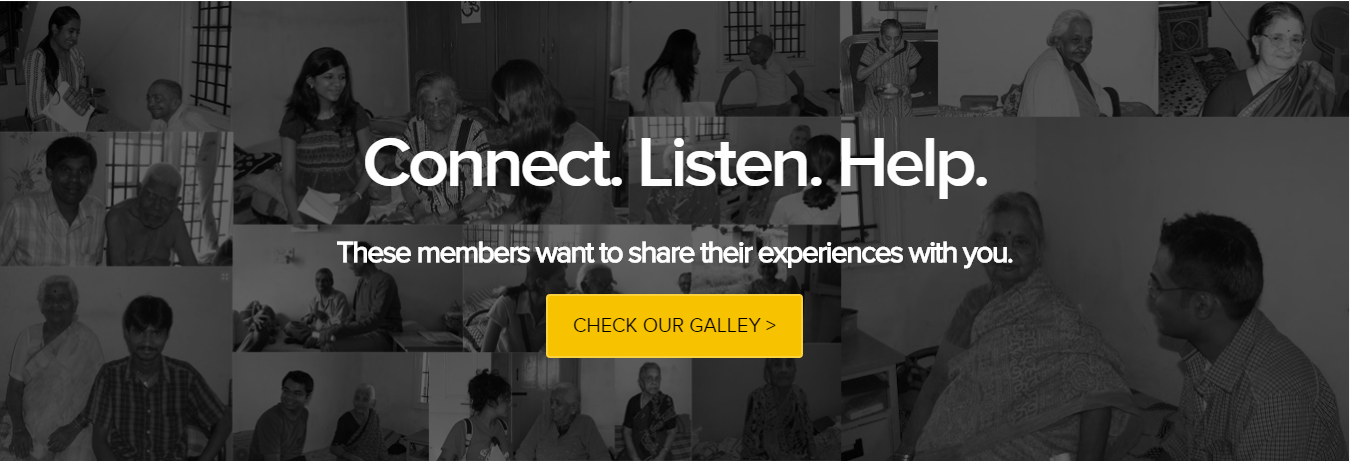 Connect. Listen. Help.
These members want to share their experiences with you.
CHECK OUR GALLEY >